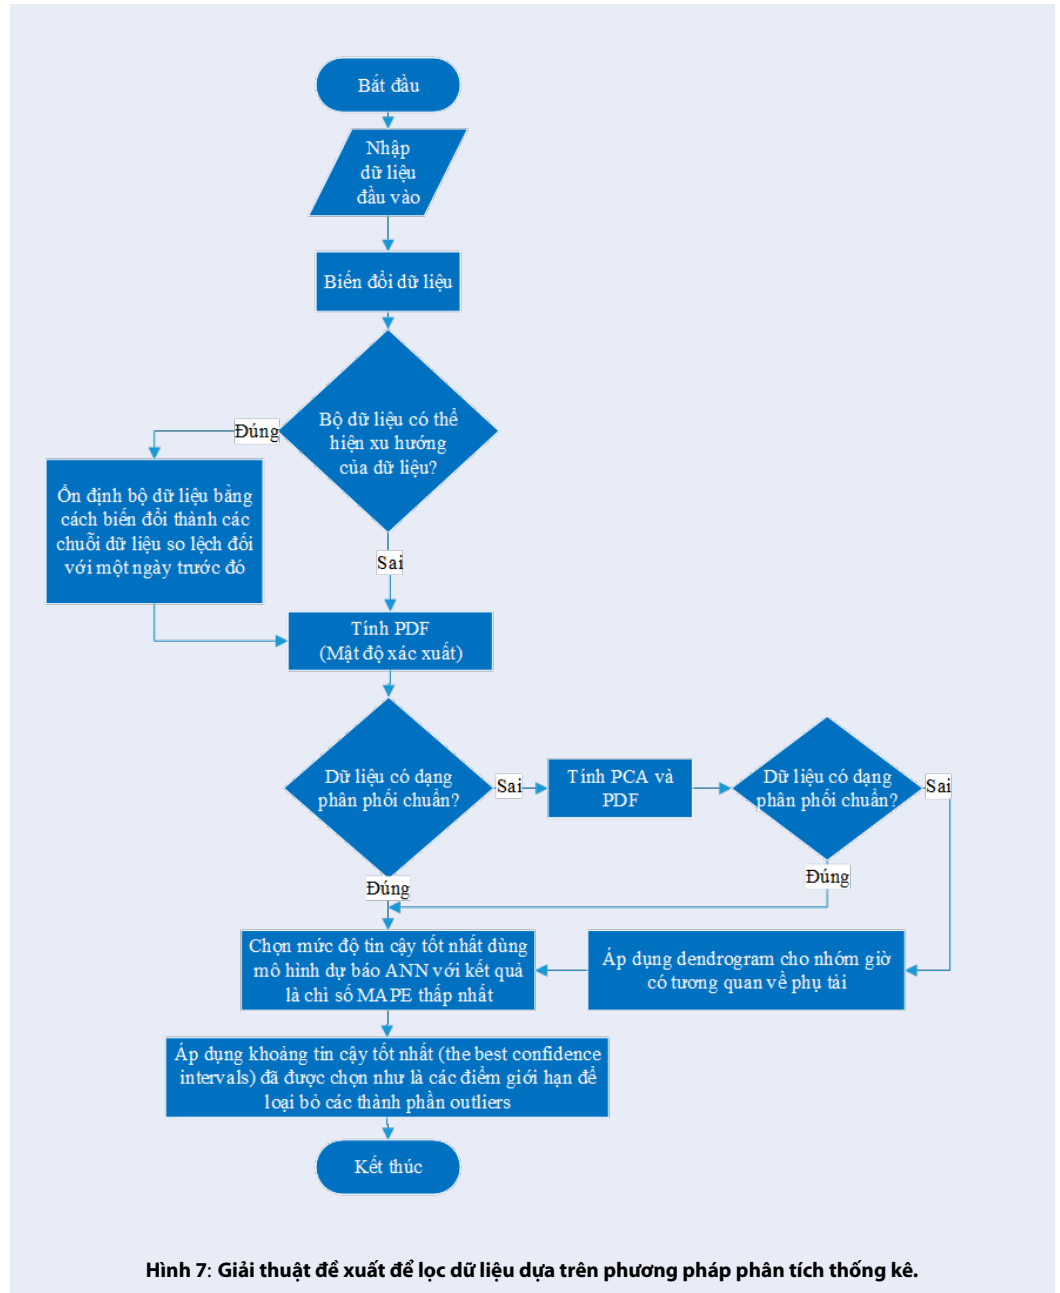 Bắt đầu
Nhập
dữ liệu
đầu vào
Biến đổi dữ liệu
Bộ dữ liệu có thể
hiện xu hướng
của dữ liệu?
Đúng
Ổn định bộ dữ liệu bằng
cách biến đổi thành các
chuỗi dữ liệu so lệch đối
với một ngày trước đó
Sai
Tính PDF
(Mật độ xác xuất)
Dữ liệu có dạng
phân phối chuẩn?
Sai
Tính PCA và
PDF
Dữ liệu có dạng
phân phối chuẩn?
Sai
Đúng
Đúng
Chọn mức độ tin cậy tốt nhất dùng
mô hình dự báo ANN với kết quả
là chỉ số MAPE thấp nhất
Áp dụng dendrogram cho nhóm giờ
có tương quan về phụ tải
Áp dụng khoảng tin cậy tốt nhất (the best confidence
intervals) đã được chọn như là các điểm giới hạn để
loại bỏ các thành phần outliers
Kết thúc
Hình 7: Giải thuật đề xuất để lọc dữ liệu dựa trên phương pháp phân tích thống kê.